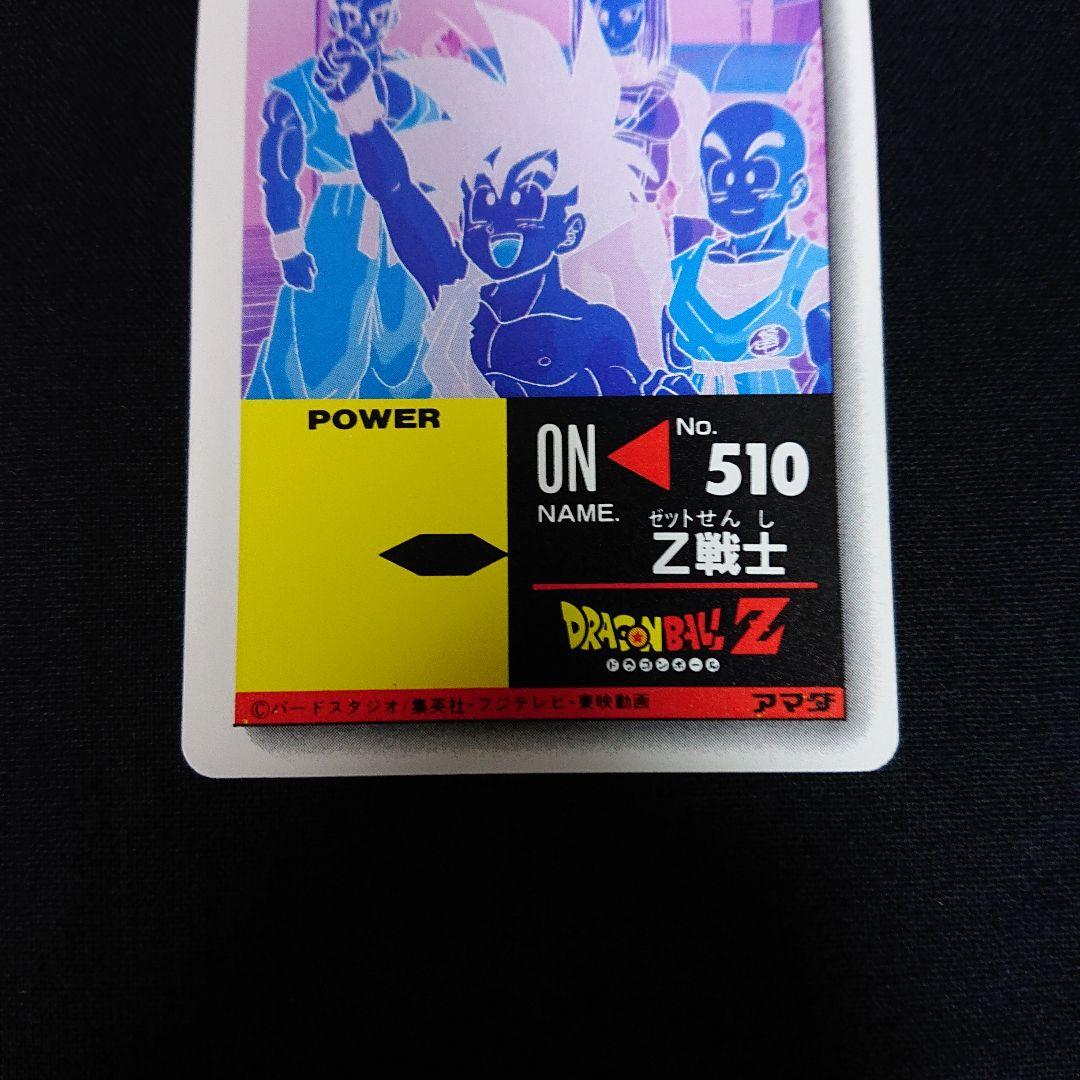 POWER
ON
No.
510
NAME.
ゼットせんし
Z戦士
DRAGON BALL Z
ドラゴンボール
©バードスタジオ/集英社・フジテレビ・東映動画
アマダ